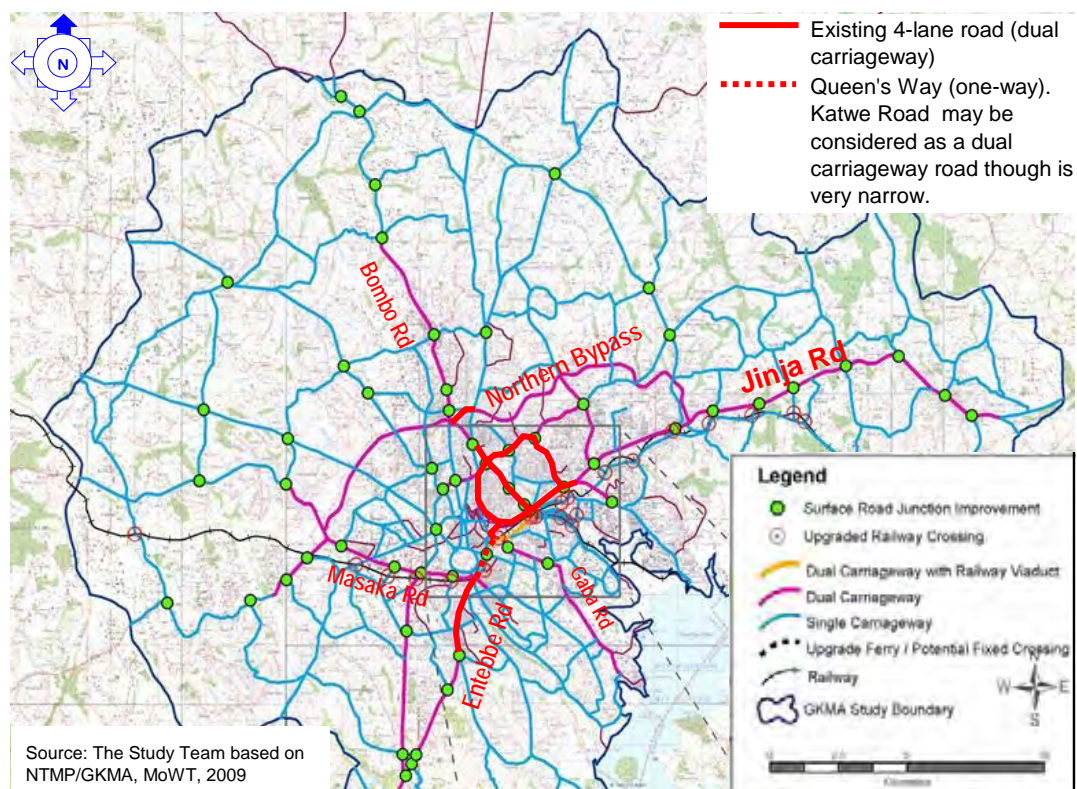 Existing 4-lane road (dual
carriageway)
Queen's Way (one-way).
Katwe Road may be
considered as a dual
carriageway road though is
very narrow.
N
Bombo Rd
Northern Bypass
Jinja Rd
Masaka Rd
Entebbe Rd
Gaba Rd
Legend
Surface Road Junction Improvement
Upgraded Railway Crossing
Dual Carriageway with Railway Viaduct
Dual Carriageway
Single Carriageway
Upgrade Ferry / Potential Fixed Crossing
Railway
GKMA Study Boundary
N
W E
S
Kilometers
Source: The Study Team based on
NTMP/GKMA, MoWT, 2009